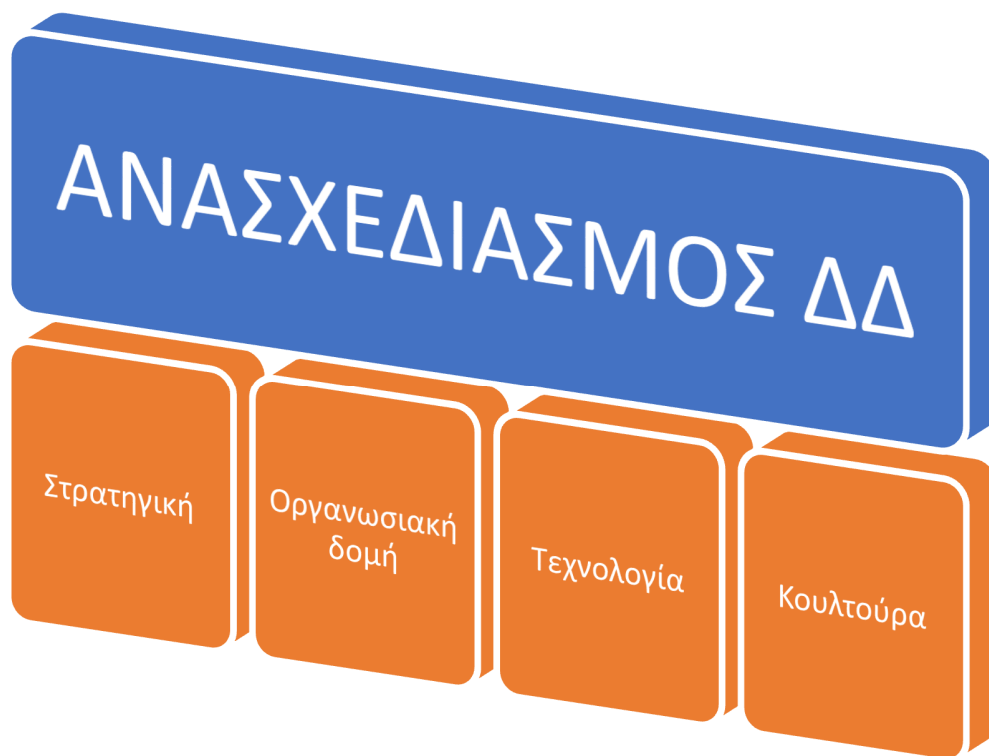 ΑΝΑΣΧΕΔΙΑΣΜΟΣ ΔΔ
Στρατηγική
Οργανωσιακή
δομή
Τεχνολογία
Κουλτούρα